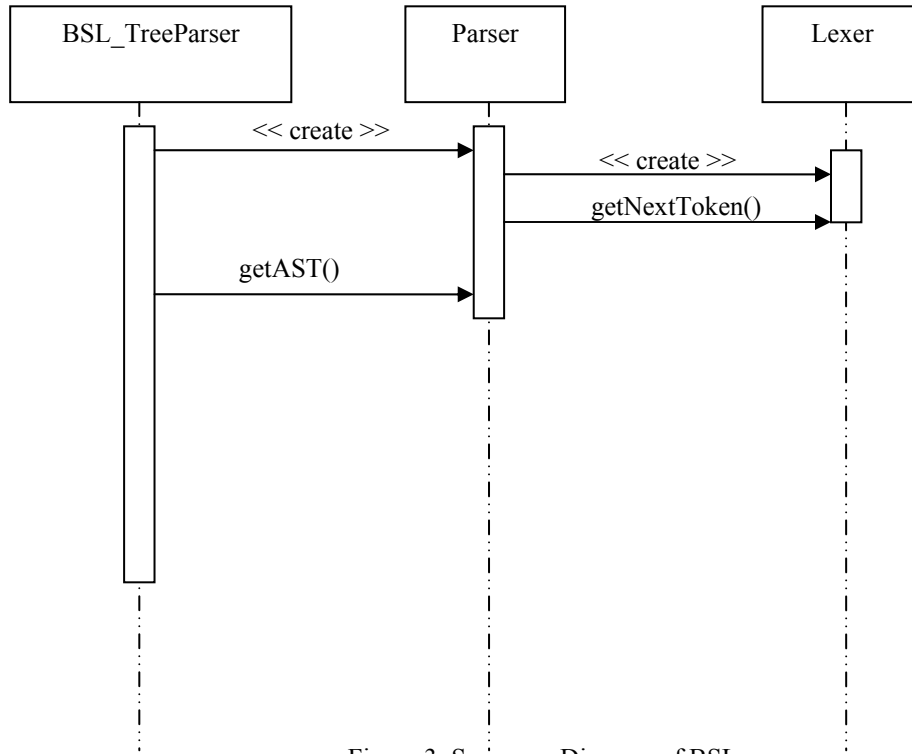 BSL_TreeParser Parser Lexer
<< create >>
<< create >>
getNextToken()
getAST()
Figure 3. Sequence Diagram of BSL